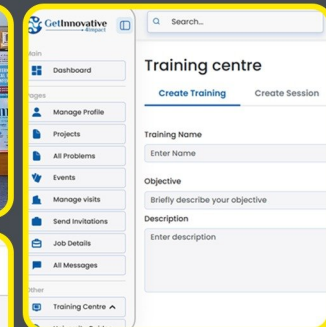 GetInnovative
4Impact
Search...
Main
Dashboard
Pages
Manage Profile
Projects
All Problems
Events
Manage visits
Send Invitations
Job Details
All Messages
Other
Training Centre
Training centre
Create Training
Create Session
Training Name
Enter Name
Objective
Briefly describe your objective
Description
Enter description